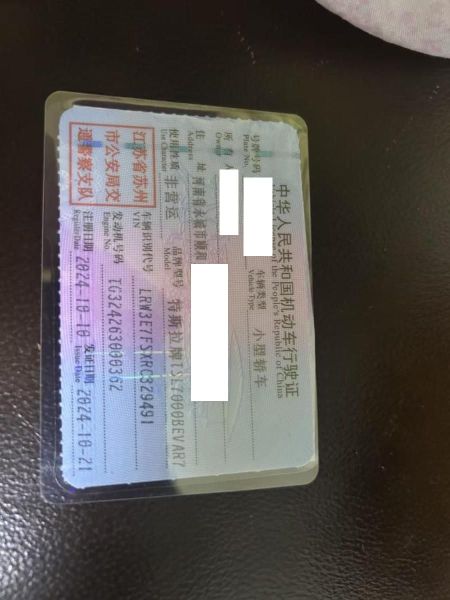 中华人民共和国机动车行驶证
of the People's Republic of China
号牌号码
Plate No.
车辆类型 小型轿车
Vehicle Type
所有人
Owner
住 址 河南省永城市顺和
Address
使用性质 非营运 品牌型号 特斯拉牌TSL7000BEVAR7
Use Character Model
江苏省苏州
市公安局交
通警察支队
车辆识别代号 LRW3E7FSXRC329491
VIN
发动机号码 TG324263000362
Engine No.
注册日期 2024-10-18 发证日期 2024-10-21
Register Date Issue Date